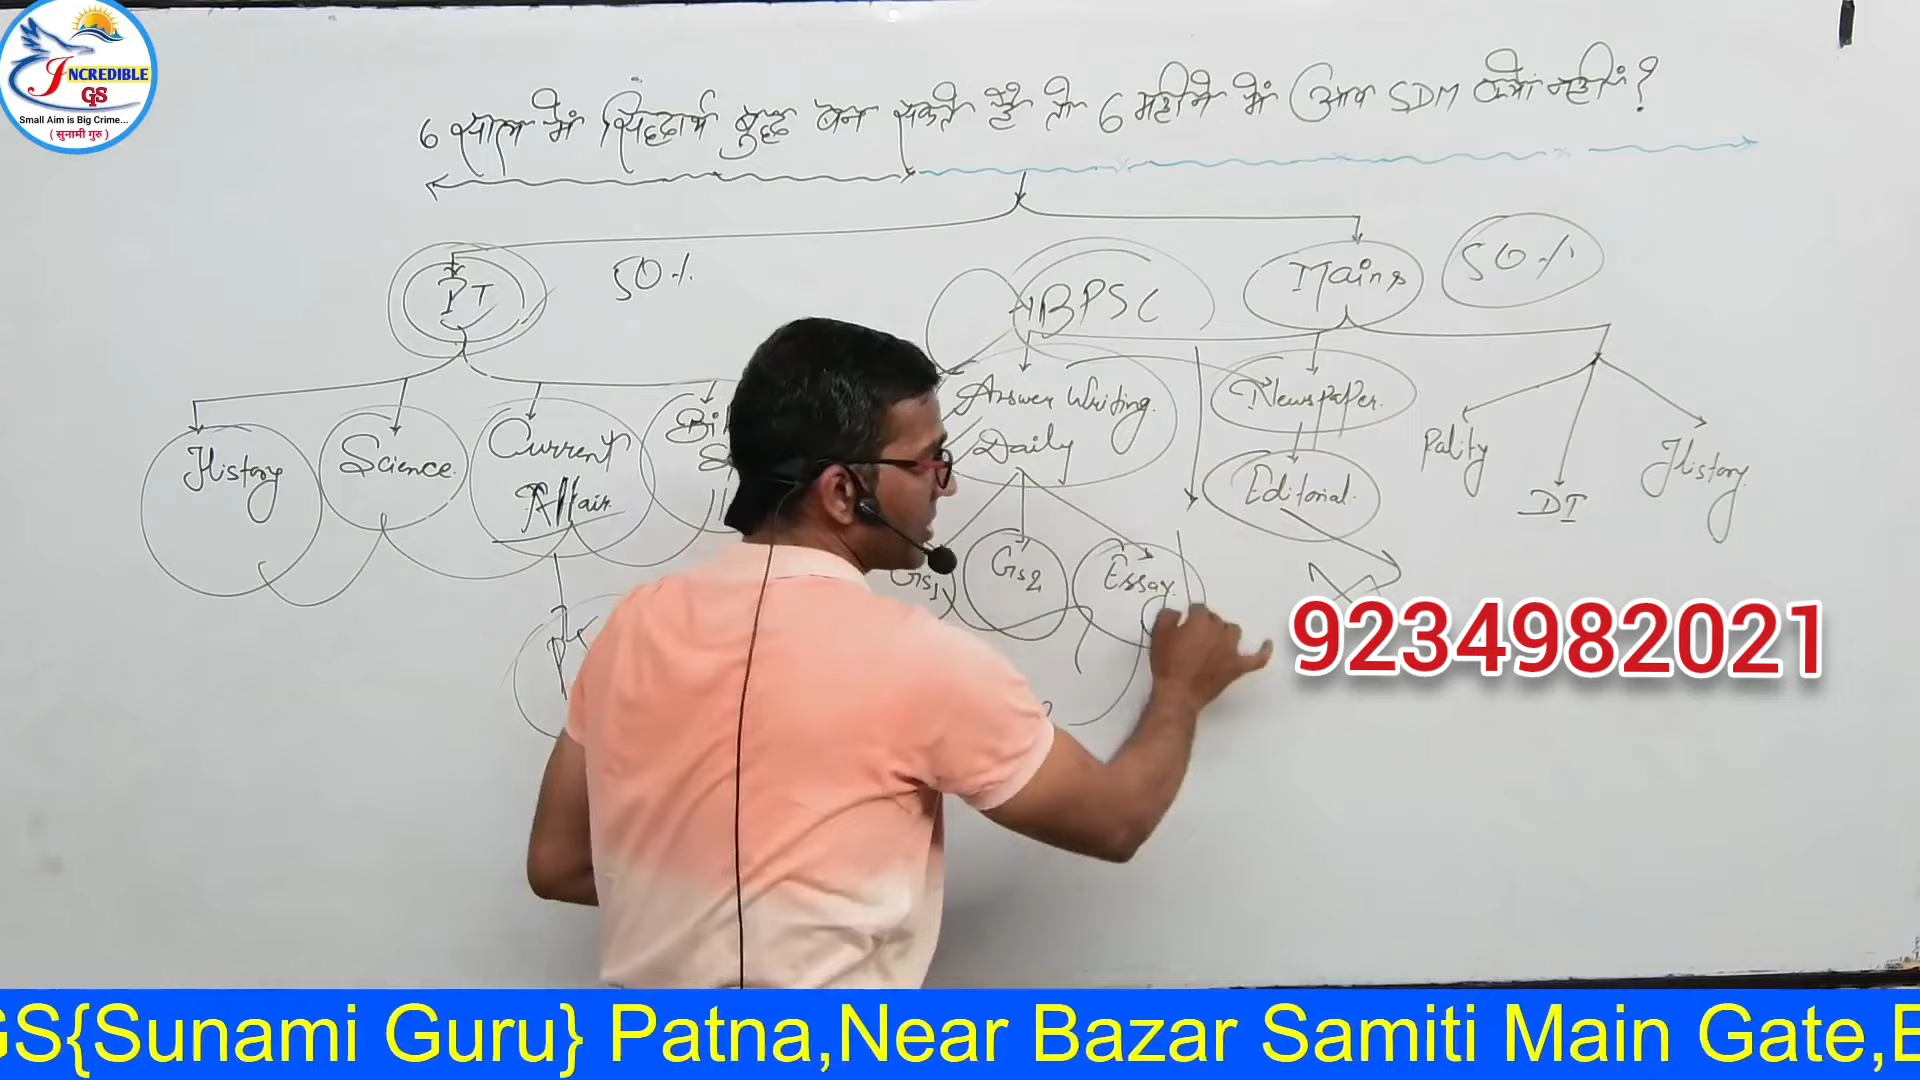 INCREDIBLE
GS
Small Aim is Big Crime...
( सुनामी गुरु )
6 साल में सिद्धार्थ बुद्ध बन सकते हैं तो 6 महीने में आप SDM क्यों नहीं?
PT
50%
BPSC
Mains
50%
History
Science.
Current
Affair.
Answer Writing.
Daily
Newspaper.
Editorial.
Pality
DI
History
GS1
Gs2
Essay.
9234982021
GS{Sunami Guru} Patna,Near Bazar Samiti Main Gate,